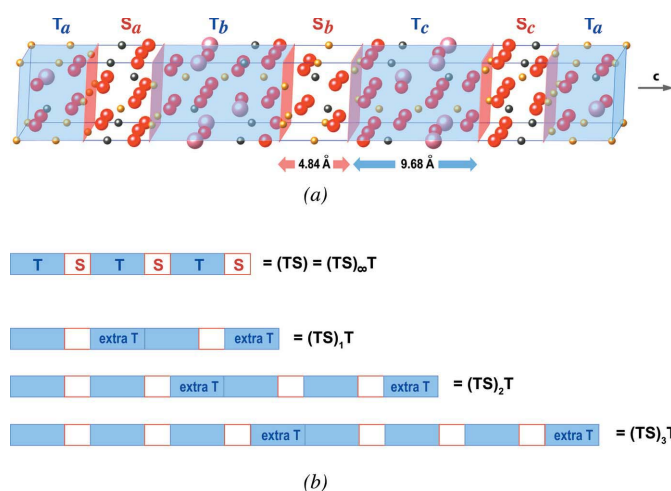 Ta Sa Tb Sb Tc Sc Ta
c
4.84 Å 9.68 Å
(a)
T S T S T S = (TS) = (TS)∞T
extra T extra T = (TS)1T
extra T extra T = (TS)2T
extra T extra T = (TS)3T
(b)